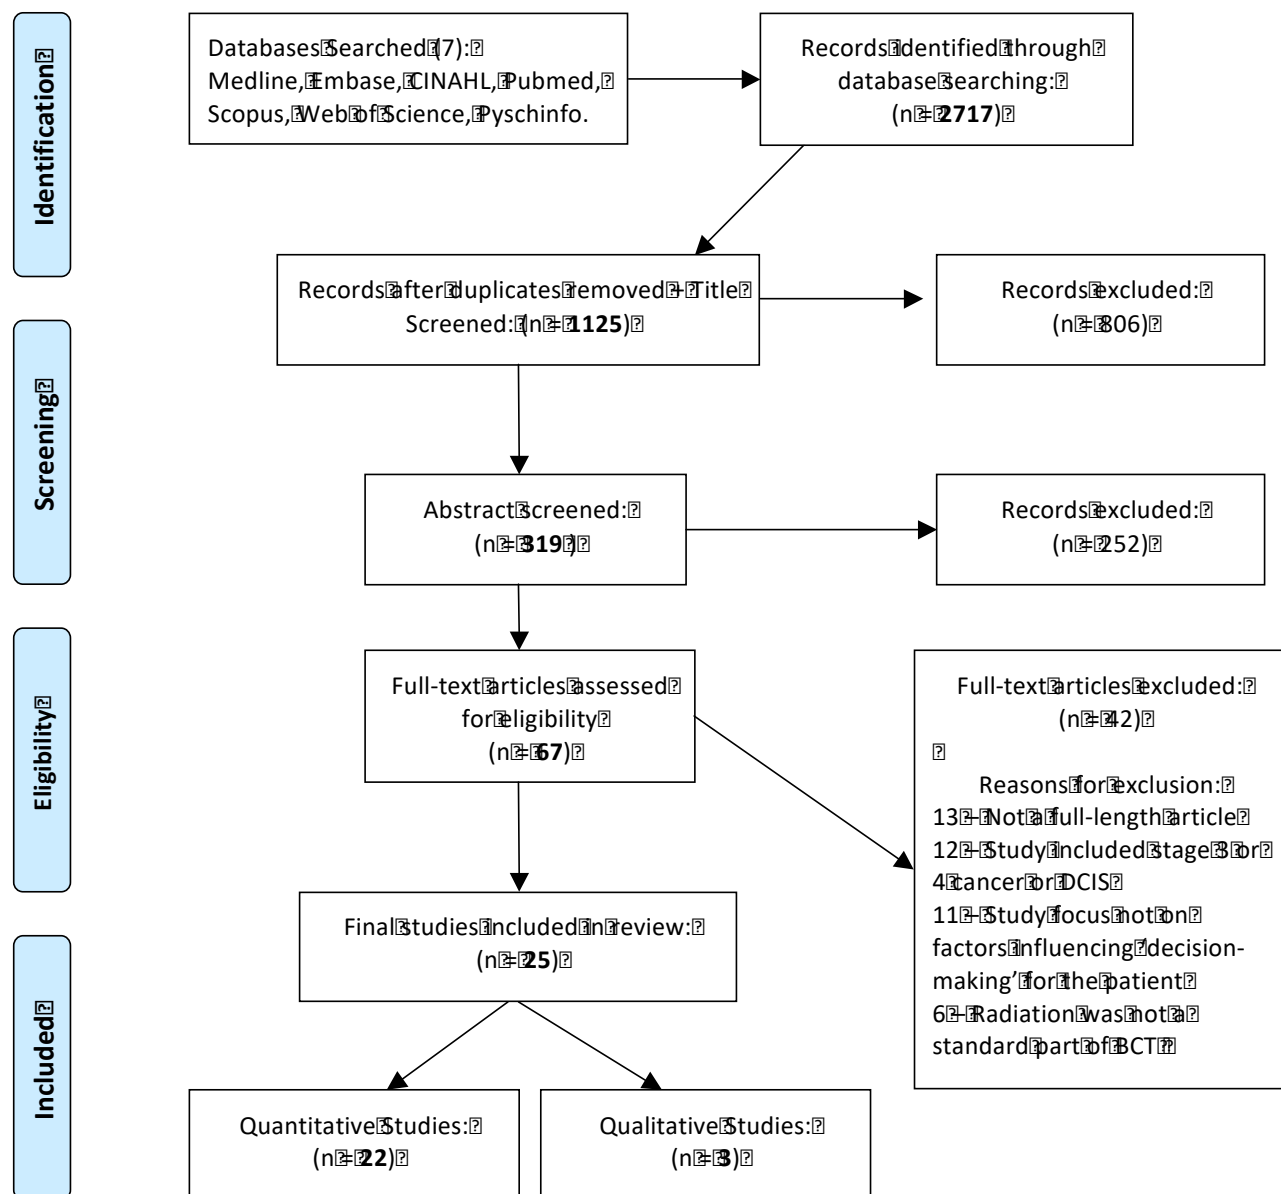 Identification
Databases Searched (7):
Medline, Embase, CINAHL, Pubmed,
Scopus, Web of Science, Pyschinfo.
Records identified through
database searching:
(n = 2717)
Records after duplicates removed + Title
Screened: (n = 1125)
Records excluded:
(n = 806)
Screening
Abstract screened:
(n = 319)
Records excluded:
(n = 252)
Eligibility
Full-text articles assessed
for eligibility
(n = 67)
Full-text articles excluded:
(n = 42)
Reasons for exclusion:
13 – Not a full-length article
12 – Study included stage 3 or
4 cancer or DCIS
11 – Study focus not on
factors influencing 'decision-
making' for the patient
6 – Radiation was not a
standard part of BCT
Included
Final studies included in review:
(n = 25)
Quantitative Studies:
(n = 22)
Qualitative Studies:
(n = 3)